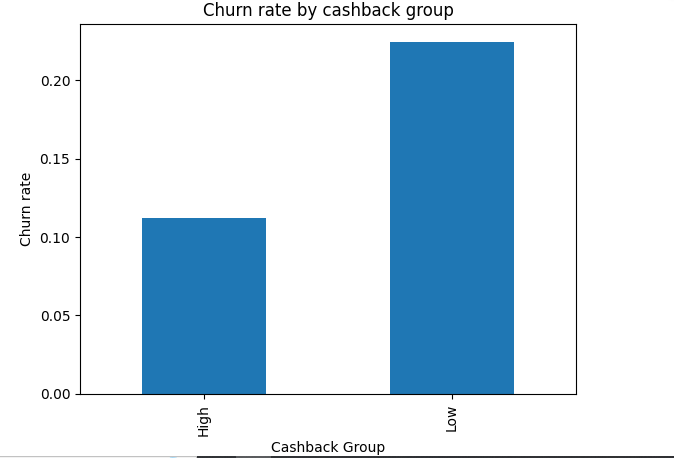 Churn rate by cashback group
Churn rate
0.20
0.15
0.10
0.05
0.00
High
Low
Cashback Group